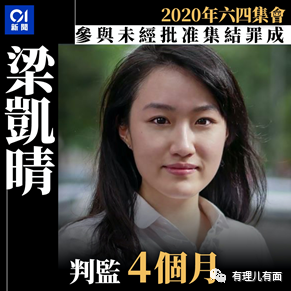 01
新聞
2020年六四集會
參與未經批准集結罪成
梁凱晴
判監4個月
有理儿有面